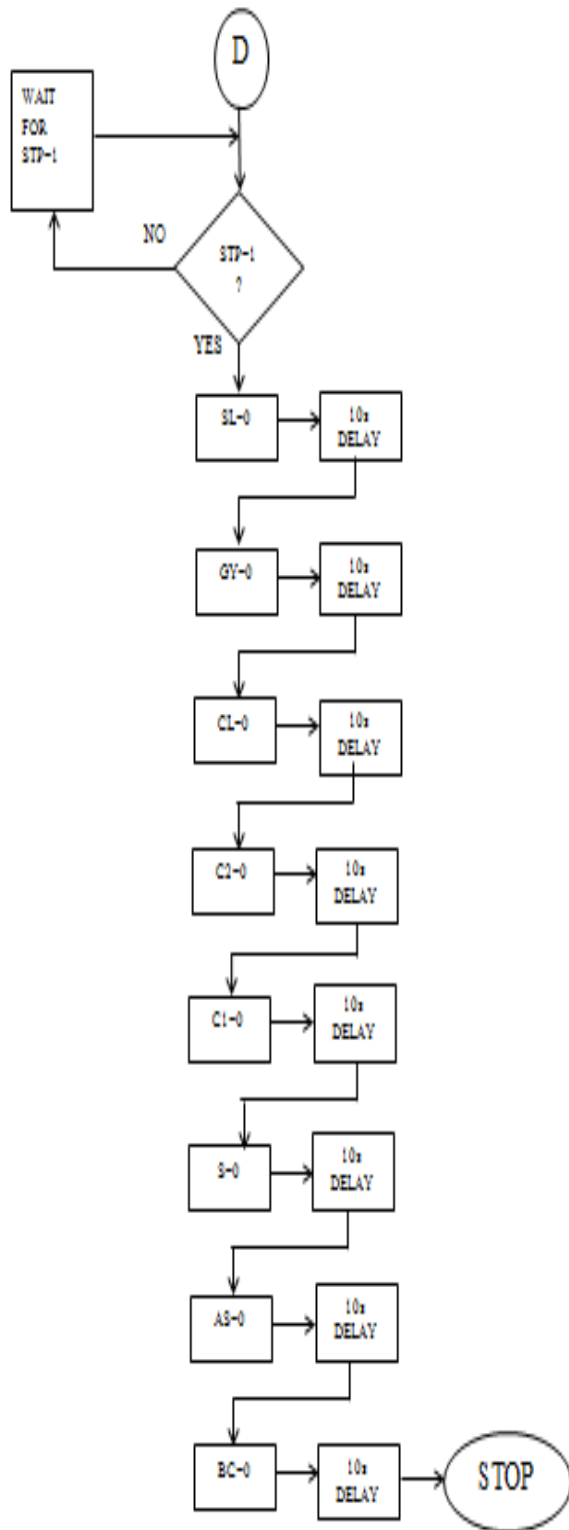 D
WAIT
FOR
STP-1
NO
STP-1
?
YES
SL-0
10s
DELAY
GY-0
10s
DELAY
CL-0
10s
DELAY
C2-0
10s
DELAY
C1-0
10s
DELAY
S-0
10s
DELAY
AS-0
10s
DELAY
BC-0
10s
DELAY
STOP